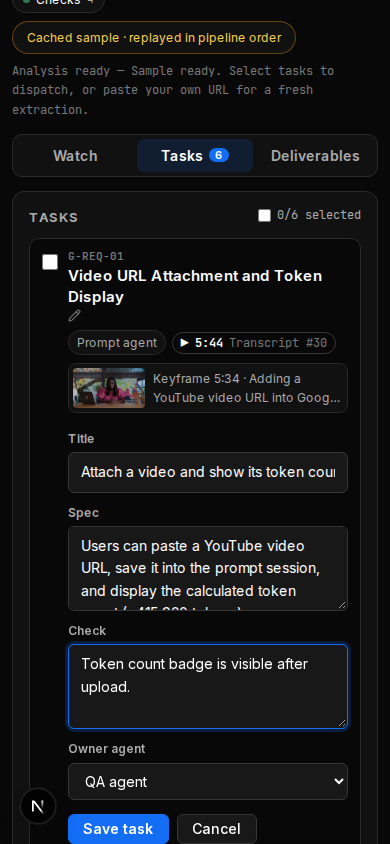 Checks
Cached sample · replayed in pipeline order
Analysis ready — Sample ready. Select tasks to
dispatch, or paste your own URL for a fresh
extraction.
Watch
Tasks 6
Deliverables
TASKS
0/6 selected
G-REQ-01
Video URL Attachment and Token
Display
Prompt agent
▶ 5:44 Transcript #30
Keyframe 5:34 · Adding a
YouTube video URL into Goog...
Title
Attach a video and show its token cour
Spec
Users can paste a YouTube video
URL, save it into the prompt session,
and display the calculated token
Check
Token count badge is visible after
upload.
Owner agent
QA agent
N
Save task
Cancel